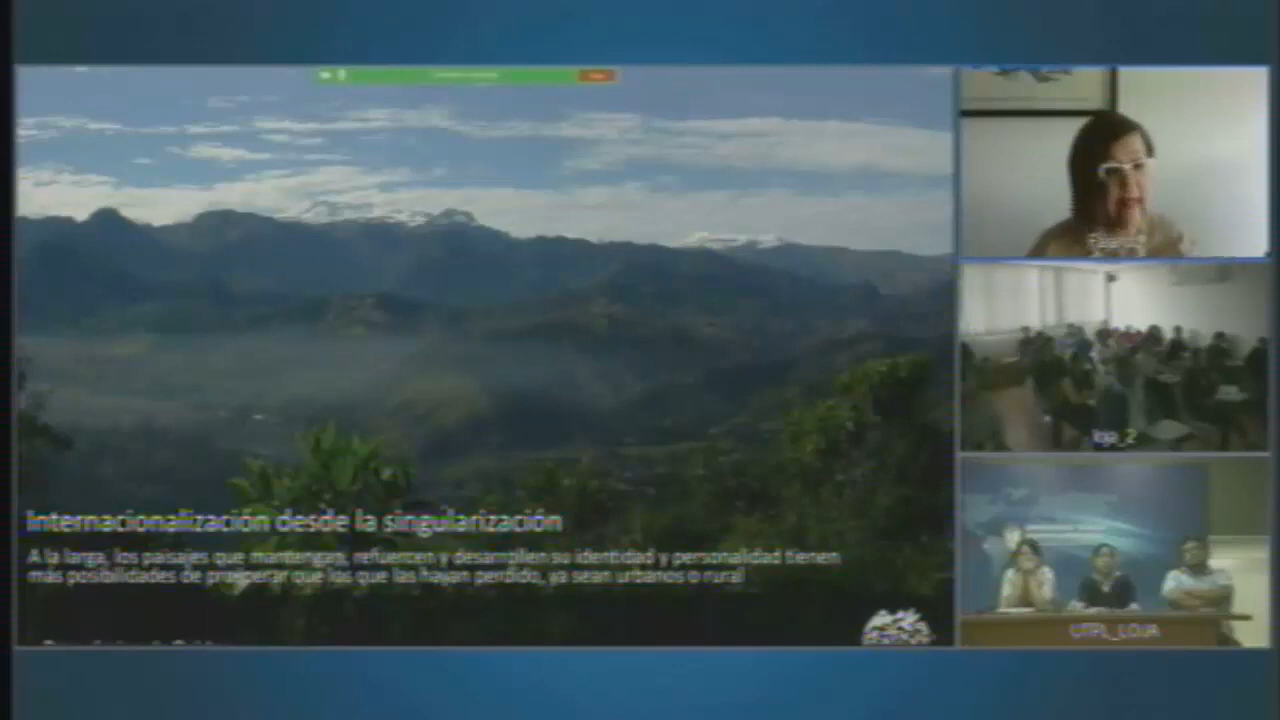 Internacionalización desde la singularización
A la larga, los paisajes que mantengan, refuercen y desarrollen su identidad y personalidad tienen
más posibilidades de prosperar que los que las hayan perdido, ya sean urbanos o rural
loja_2
UTPL_LOJA